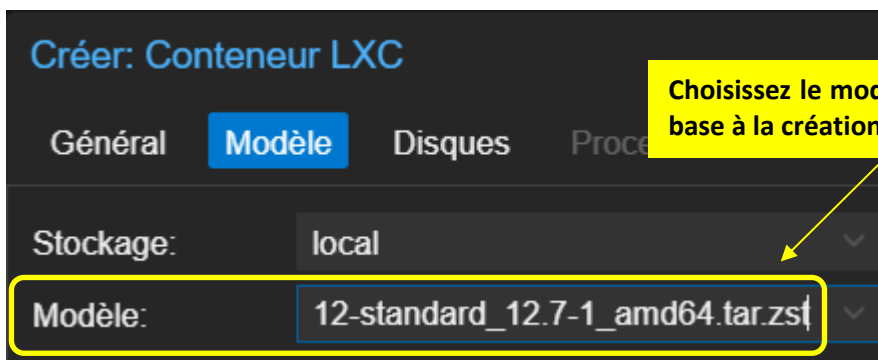 Créer: Conteneur LXC
Choisissez le
base à la création
Général Modèle Disques
Stockage: local
Modèle: 12-standard_12.7-1_amd64.tar.zst